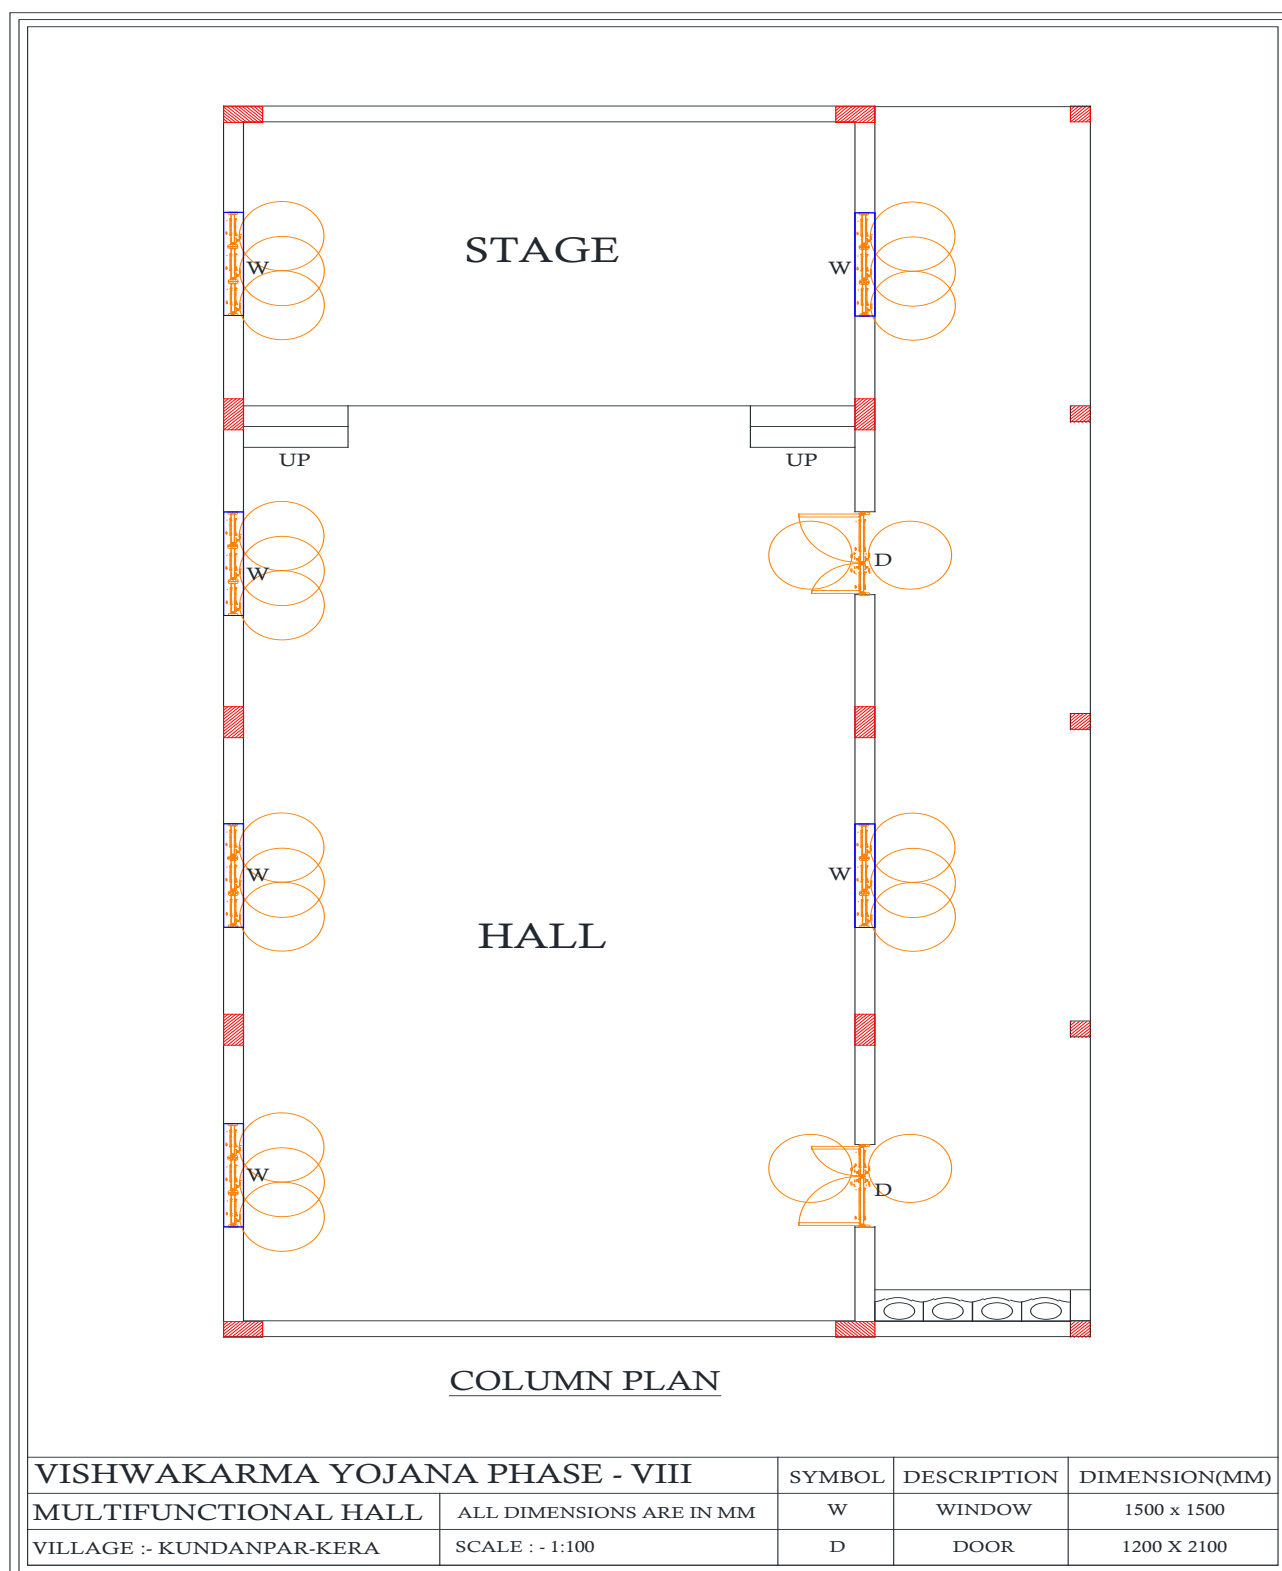 STAGE
W
W
UP
UP
W
D
W
W
HALL
W
D
COLUMN PLAN
VISHWAKARMA YOJANA PHASE - VIII
SYMBOL DESCRIPTION DIMENSION(MM)
MULTIFUNCTIONAL HALL ALL DIMENSIONS ARE IN MM
W WINDOW 1500 x 1500
VILLAGE :- KUNDANPAR-KERA SCALE : - 1:100
D DOOR 1200 X 2100